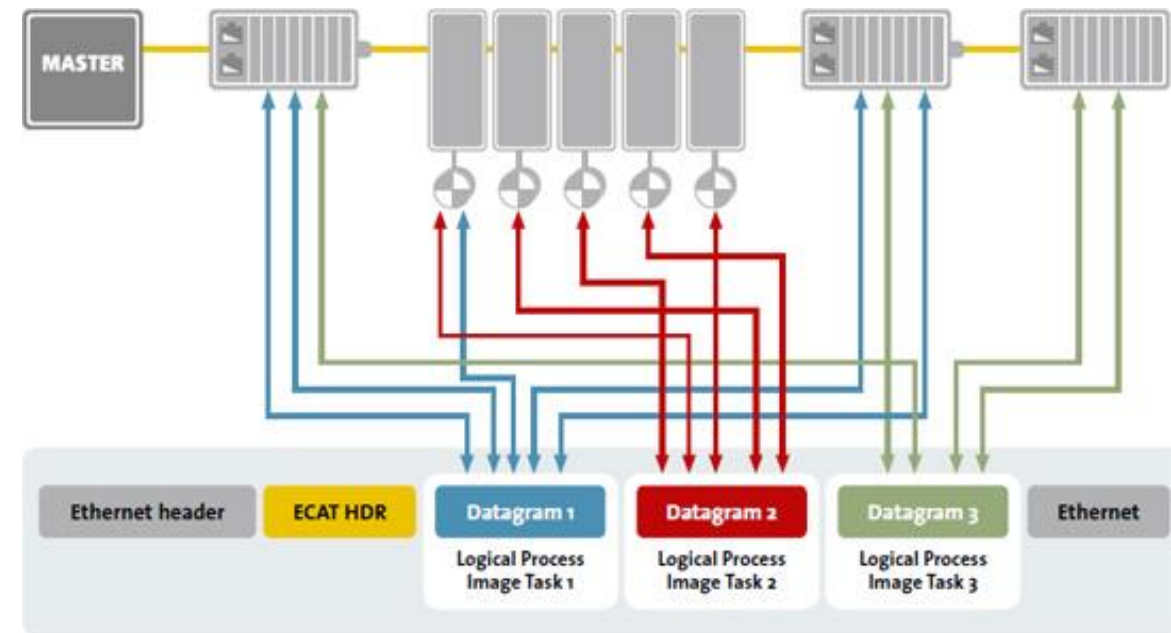 MASTER
Ethernet header
ECAT HDR
Datagram 1
Datagram 2
Datagram 3
Ethernet
Logical Process
Image Task 1
Logical Process
Image Task 2
Logical Process
Image Task 3